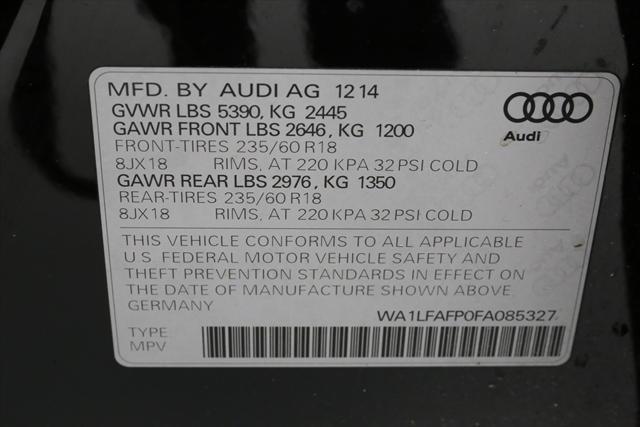 MFD. BY AUDI AG 12 14
GVWR LBS 5390, KG 2445
GAWR FRONT LBS 2646, KG 1200
FRONT-TIRES 235/60 R18
8JX18 RIMS, AT 220 KPA 32 PSI COLD
GAWR REAR LBS 2976, KG 1350
REAR-TIRES 235/60 R18
8JX18 RIMS, AT 220 KPA 32 PSI COLD
Audi
THIS VEHICLE CONFORMS TO ALL APPLICABLE
U S FEDERAL MOTOR VEHICLE SAFETY AND
THEFT PREVENTION STANDARDS IN EFFECT ON
THE DATE OF MANUFACTURE SHOWN ABOVE
GERMANY
WA1LFAFP0FA085327
TYPE
MPV